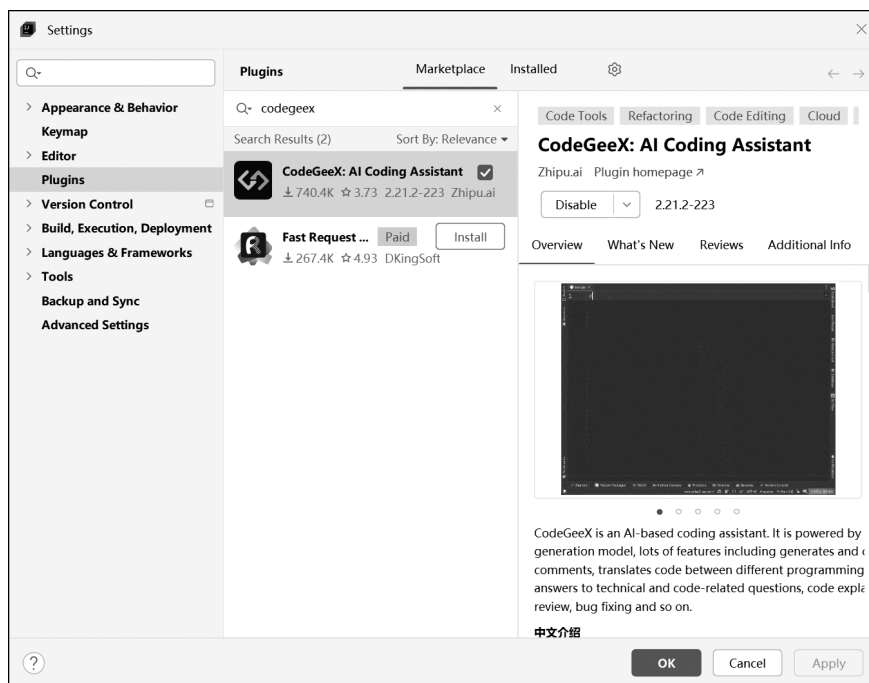 Settings
Plugins
Marketplace
Installed
Appearance & Behavior
Keymap
Editor
Plugins
Version Control
Build, Execution, Deployment
Languages & Frameworks
Tools
Backup and Sync
Advanced Settings
codegeex
Search Results (2) Sort By: Relevance
CodeGeeX: AI Coding Assistant
740.4K 3.73 2.21.2-223 Zhipu.ai
Fast Request ... Paid Install
267.4K 4.93 DKingSoft
Code Tools Refactoring Code Editing Cloud
CodeGeeX: AI Coding Assistant
Zhipu.ai Plugin homepage ↗
Disable 2.21.2-223
Overview What's New Reviews Additional Info
CodeGeeX is an AI-based coding assistant. It is powered by
generation model, lots of features including generates and
comments, translates code between different programming
answers to technical and code-related questions, code expla
review, bug fixing and so on.
中文介绍
? OK Cancel Apply